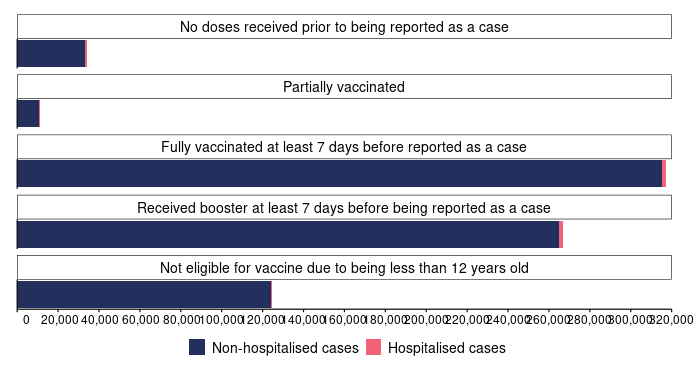 No doses received prior to being reported as a case
Partially vaccinated
Fully vaccinated at least 7 days before reported as a case
Received booster at least 7 days before being reported as a case
Not eligible for vaccine due to being less than 12 years old
0 20,000 40,000 60,000 80,000 100,000 120,000 140,000 160,000 180,000 200,000 220,000 240,000 260,000 280,000 300,000 320,000
Non-hospitalised cases Hospitalised cases